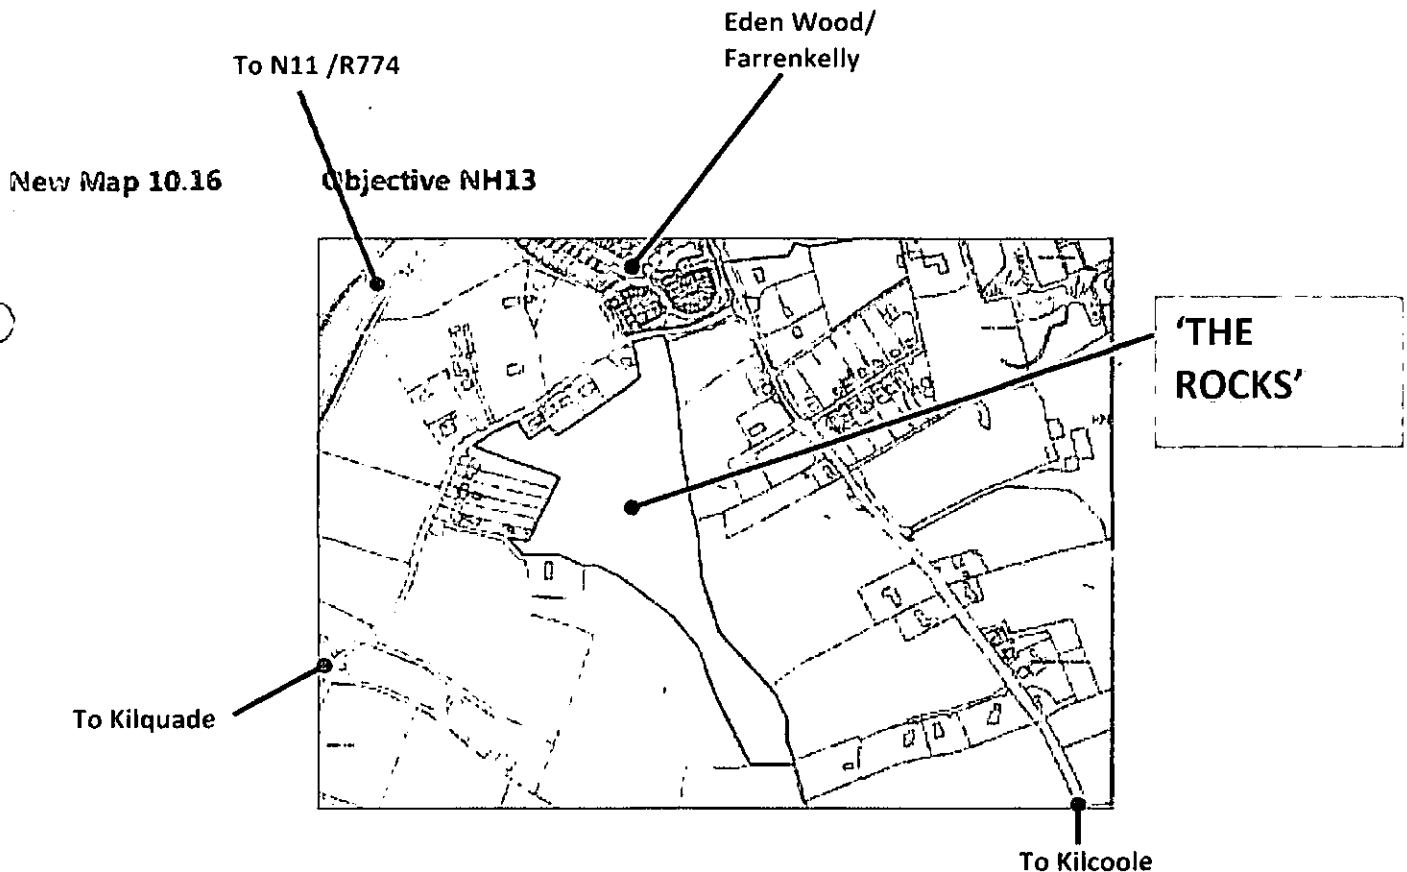 Eden Wood/
Farrenkelly
To N11 /R774
New Map 10.16 Objective NH13
'THE
ROCKS'
To Kilquade
To Kilcoole